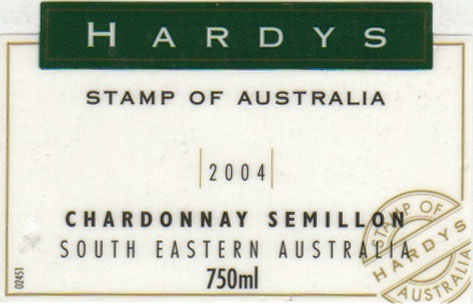 HARDYS
STAMP OF AUSTRALIA
2004
CHARDONNAY SEMILLON
SOUTH EASTERN AUSTRALIA
750ml
02451
STAMP OF
HARDYS
AUSTRALIA